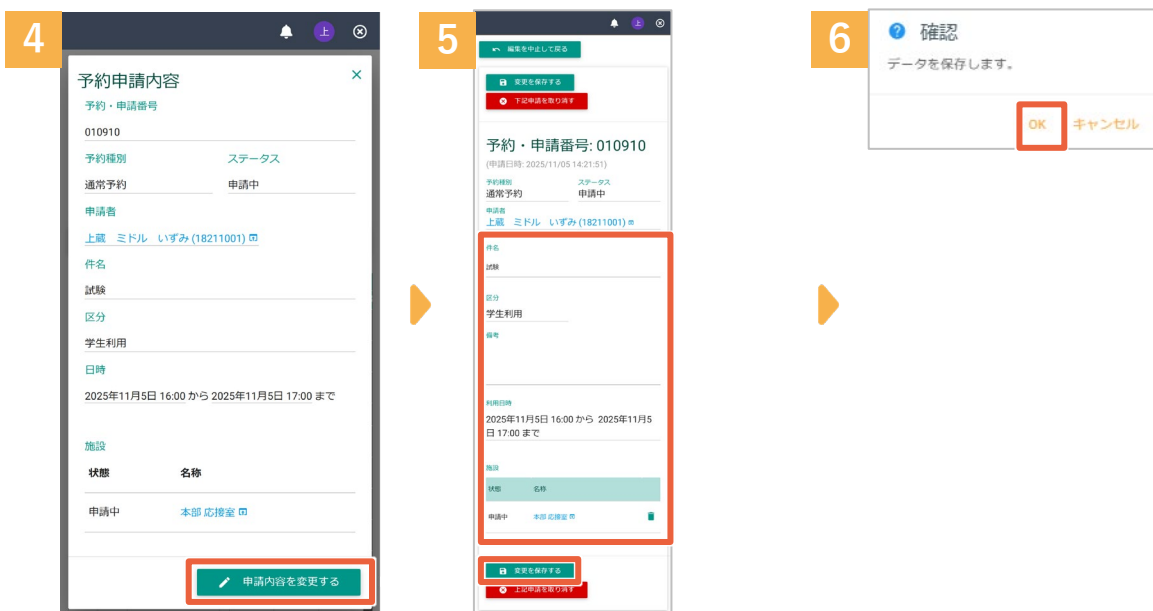 4
上
予約申請内容
予約・申請番号
010910
予約種別 ステータス
通常予約 申請中
申請者
上蔵 ミドル いずみ (18211001)
件名
試験
区分
学生利用
日時
2025年11月5日 16:00 から 2025年11月5日 17:00 まで
施設
状態 名称
申請中 本部 応接室
申請内容を変更する
5
上
編集を中止して戻る
変更を保存する
下記申請を取り消す
予約・申請番号: 010910
(申請日時: 2025/11/05 14:21:51)
予約種別 ステータス
通常予約 申請中
申請者
上蔵 ミドル いずみ (18211001)
件名
試験
区分
学生利用
備考
利用日時
2025年11月5日 16:00 から 2025年11月5
日 17:00 まで
施設
状態 名称
申請中 本部 応接室
変更を保存する
上記申請を取り消す
6
確認
データを保存します。
OK キャンセル